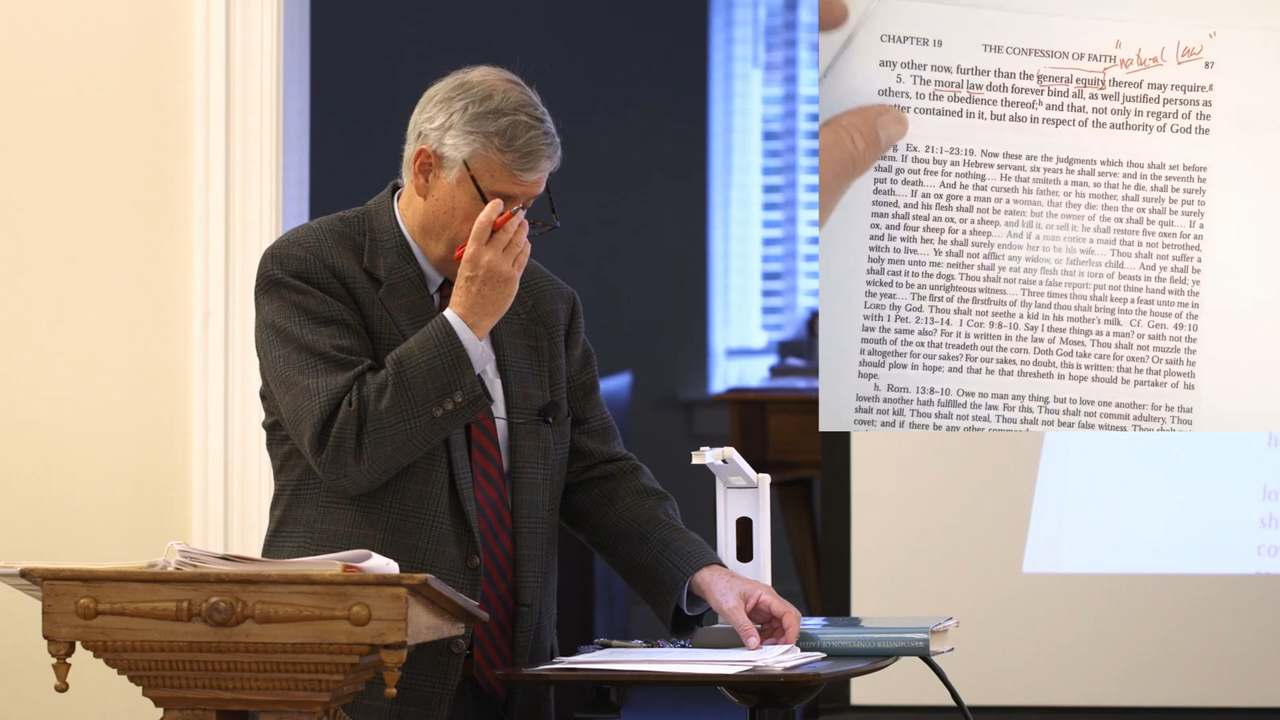 CHAPTER 19 THE CONFESSION OF FAITH "natural law" 87
any other now, further than the general equity thereof may require.g
5. The moral law doth forever bind all, as well justified persons as
others, to the obedience thereof;h and that, not only in regard of the
matter contained in it, but also in respect of the authority of God the
g. Ex. 21:1–23:19. Now these are the judgments which thou shalt set before
them. If thou buy an Hebrew servant, six years he shall serve: and in the seventh he
shall go out free for nothing.... He that smiteth a man, so that he die, shall be surely
put to death.... And he that curseth his father, or his mother, shall surely be put to
death.... If an ox gore a man or a woman, that they die: then the ox shall be surely
stoned, and his flesh shall not be eaten; but the owner of the ox shall be quit.... If a
man shall steal an ox, or a sheep, and kill it, or sell it; he shall restore five oxen for an
ox, and four sheep for a sheep.... And if a man entice a maid that is not betrothed,
and lie with her, he shall surely endow her to be his wife.... Thou shalt not suffer a
witch to live.... Ye shall not afflict any widow, or fatherless child.... And ye shall be
holy men unto me: neither shall ye eat any flesh that is torn of beasts in the field; ye
shall cast it to the dogs. Thou shalt not raise a false report: put not thine hand with the
wicked to be an unrighteous witness.... Three times thou shalt keep a feast unto me in
the year.... The first of the firstfruits of thy land thou shalt bring into the house of the
LORD thy God. Thou shalt not seethe a kid in his mother's milk. Cf. Gen. 49:10
with 1 Pet. 2:13–14. 1 Cor. 9:8–10. Say I these things as a man? or saith not the
law the same also? For it is written in the law of Moses, Thou shalt not muzzle the
mouth of the ox that treadeth out the corn. Doth God take care for oxen? Or saith he
it altogether for our sakes? For our sakes, no doubt, this is written: that he that ploweth
should plow in hope; and that he that thresheth in hope should be partaker of his
hope.
h. Rom. 13:8–10. Owe no man any thing, but to love one another: for he that
loveth another hath fulfilled the law. For this, Thou shalt not commit adultery, Thou
shalt not kill, Thou shalt not steal, Thou shalt not bear false witness, Thou shalt not
covet; and if there be any other
WESTMINSTER CONFESSION OF FAITH
lo
sh
co